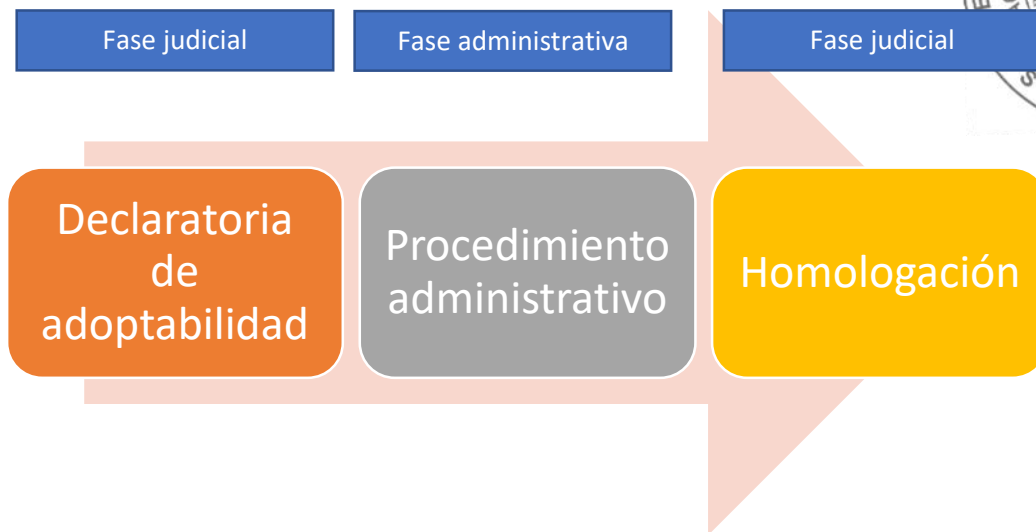 Fase judicial
Fase administrativa
Fase judicial
Declaratoria
de
adoptabilidad
Procedimiento
administrativo
Homologación